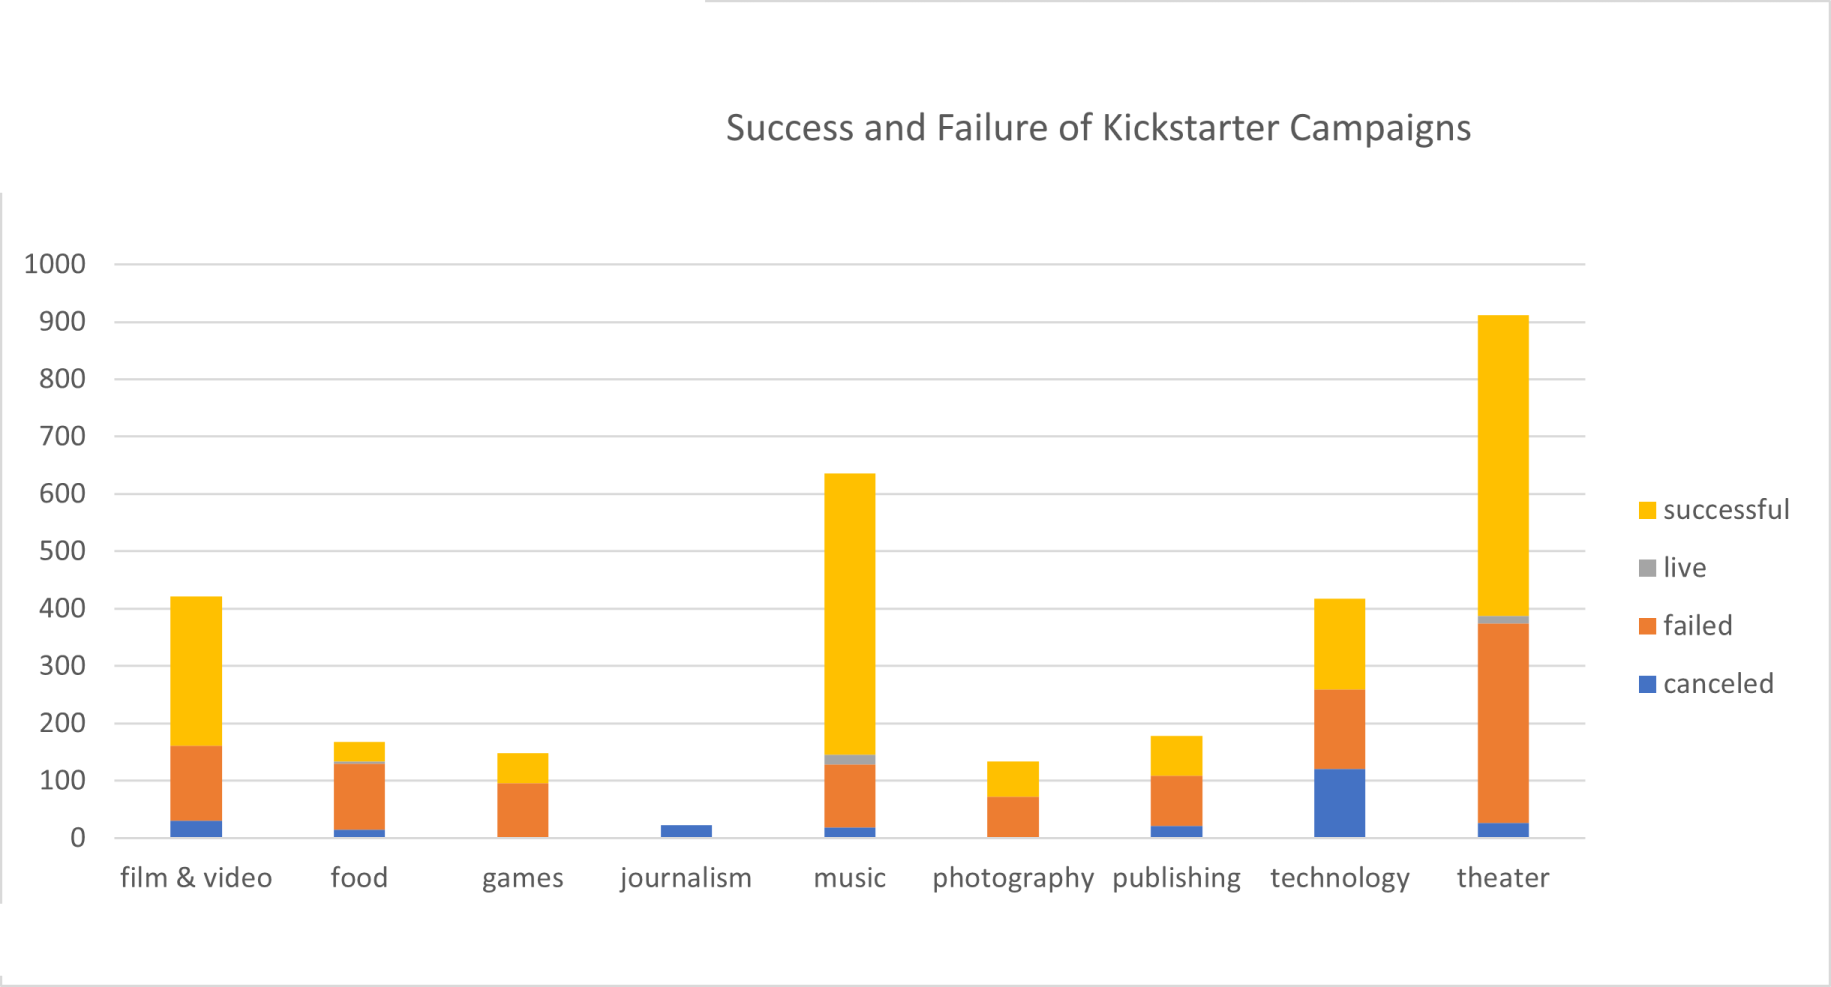 Success and Failure of Kickstarter Campaigns
1000
900
800
700
600
500
400
300
200
100
0
film & video
food
games
journalism
music
photography
publishing
technology
theater
successful
live
failed
canceled